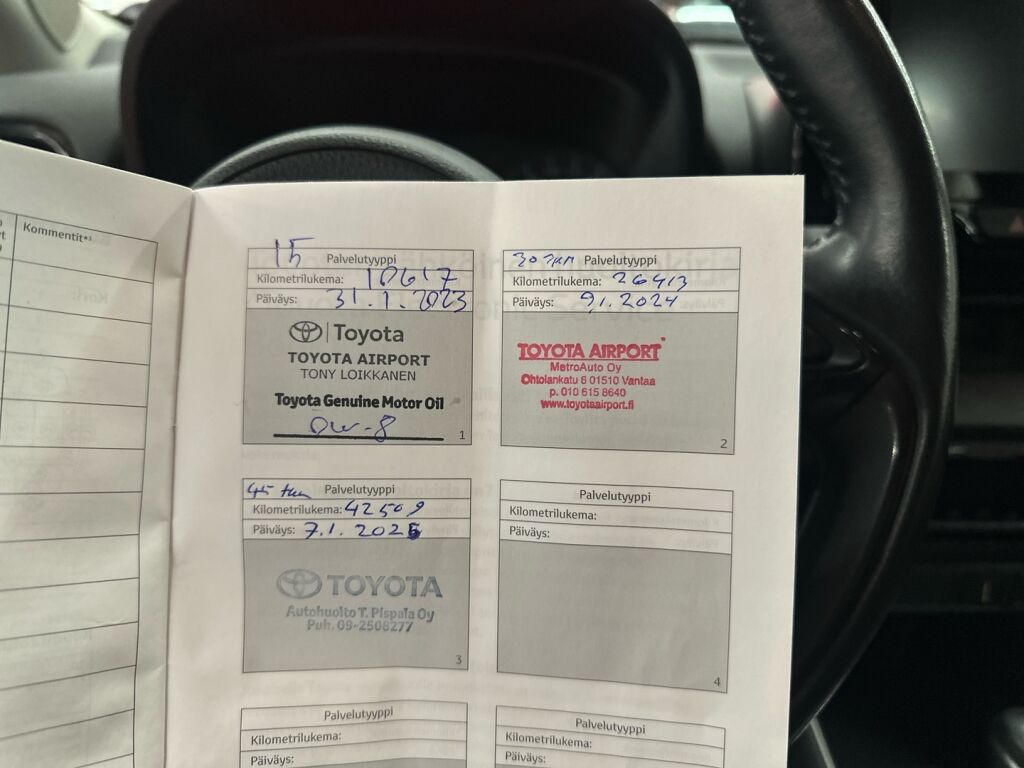 Kommentit*³
15 Palvelutyyppi
Kilometrilukema: 10617
Päiväys: 31.1.2023
Toyota
TOYOTA AIRPORT
TONY LOIKKANEN
Toyota Genuine Motor Oil
0W-8
1
30 TKM Palvelutyyppi
Kilometrilukema: 26413
Päiväys: 9.1.2024
TOYOTA AIRPORT
MetroAuto Oy
Ohtolankatu 6 01510 Vantaa
p. 010 615 8640
www.toyotaairport.fi
2
45 tkm Palvelutyyppi
Kilometrilukema: 42509
Päiväys: 7.1.2025
TOYOTA
Autohuolto T. Pispala Oy
Puh. 09-2508277
3
Palvelutyyppi
Kilometrilukema:
Päiväys:
4
Palvelutyyppi
Kilometrilukema:
Päiväys:
Palvelutyyppi
Kilometrilukema:
Päiväys: